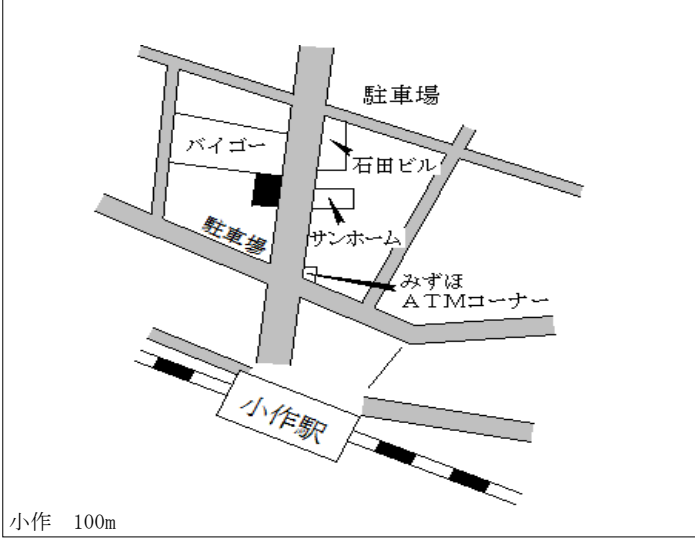 駐車場
バイゴー
石田ビル
駐車場
サンホーム
みずほ
ATMコーナー
小作駅
小作 100m